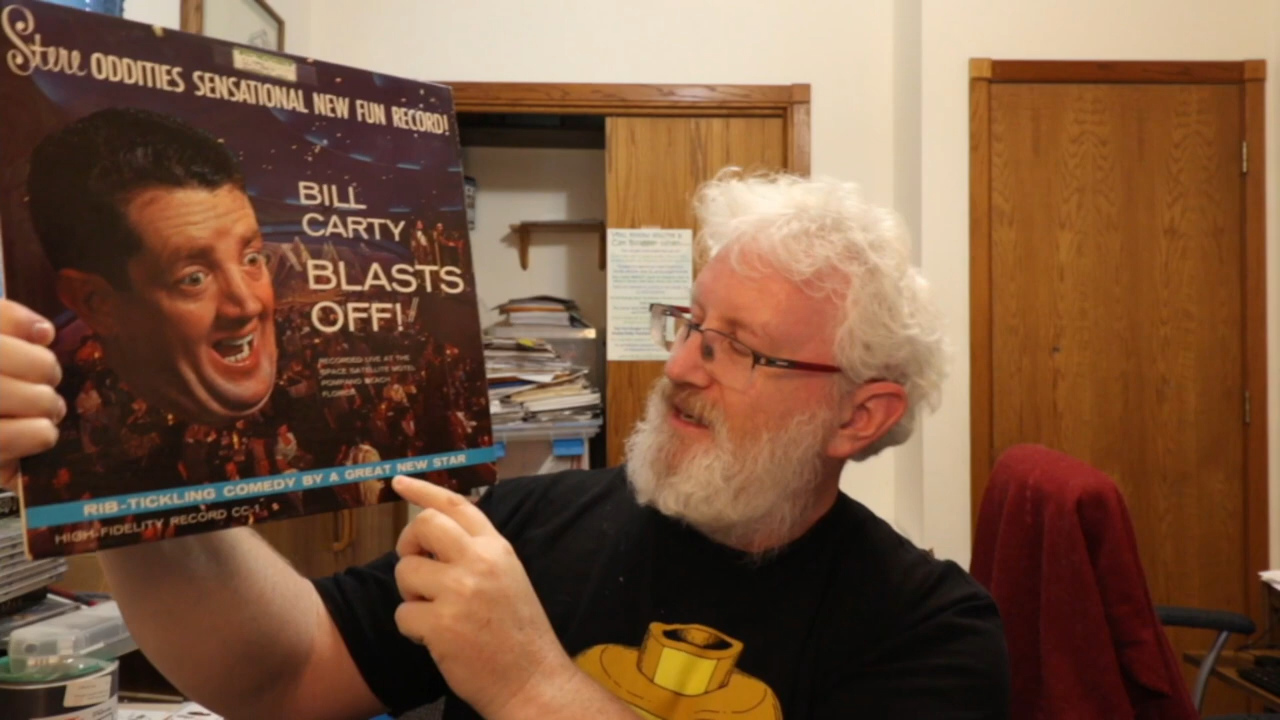 Stere ODDITIES SENSATIONAL NEW FUN RECORD!
BILL
CARTY
BLASTS
OFF!
RECORDED LIVE AT THE
SPACE SATELLITE MOTEL
POMPANO BEACH
FLORIDA
RIB-TICKLING COMEDY BY A GREAT NEW STAR
HIGH-FIDELITY RECORD CC-1